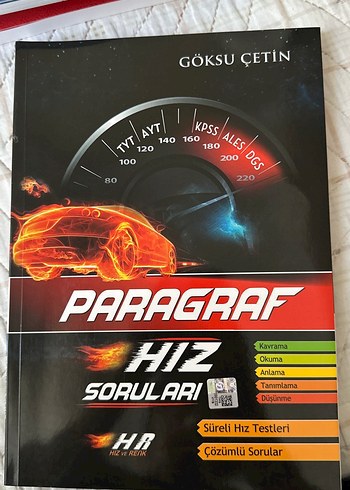 GÖKSU ÇETİN
TYT
AYT
KPSS
ALES
DGS
80
100
120
140
160
180
200
220
PARAGRAF
HIZ
SORULARI
Kavrama
Okuma
Anlama
Tanımlama
Düşünme
Süreli Hız Testleri
Çözümlü Sorular
HR
HIZ VE RENK